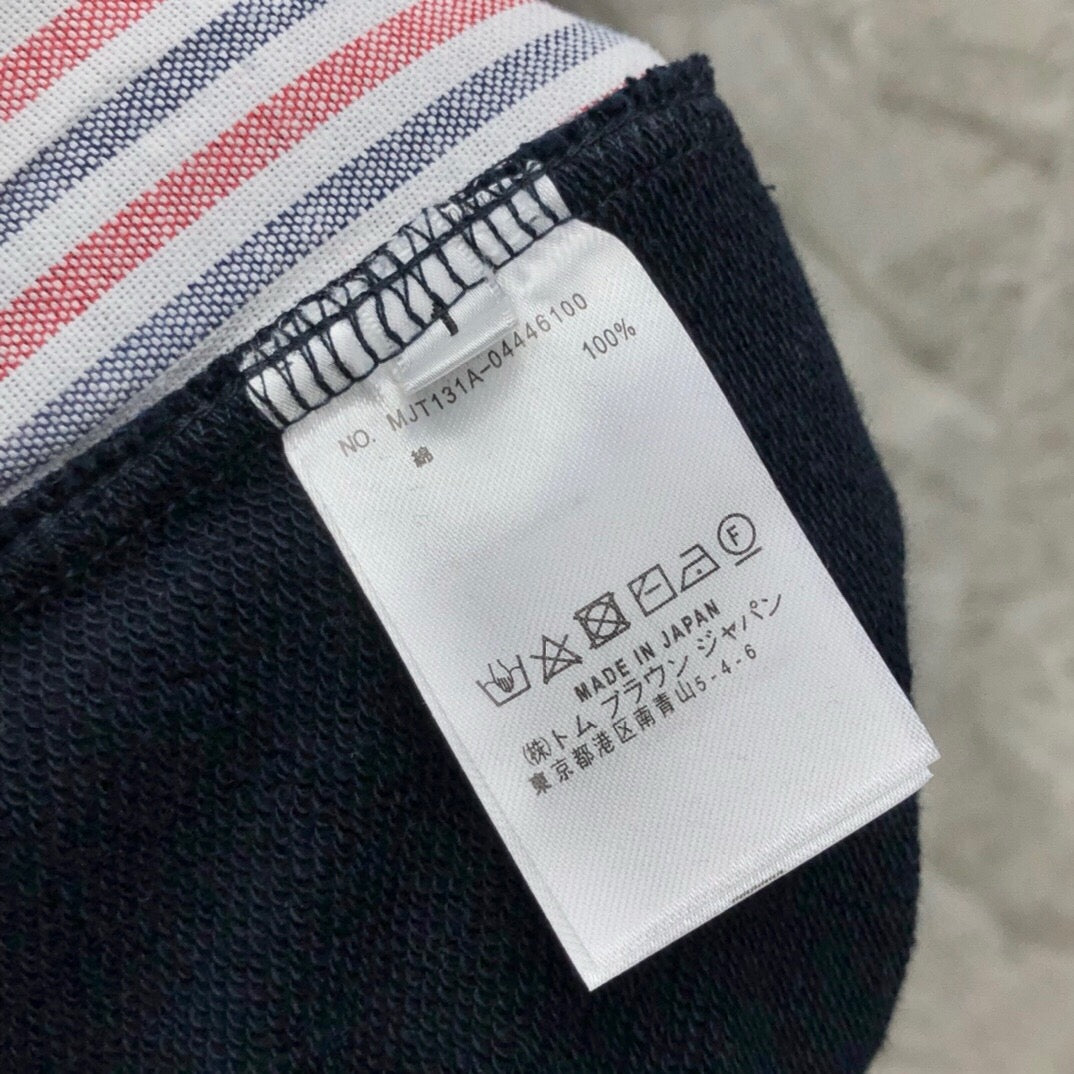 NO. MJT131A-04446100
綿 100%
F
MADE IN JAPAN
(株)トム ブラウン ジャパン
東京都港区南青山5-4-6